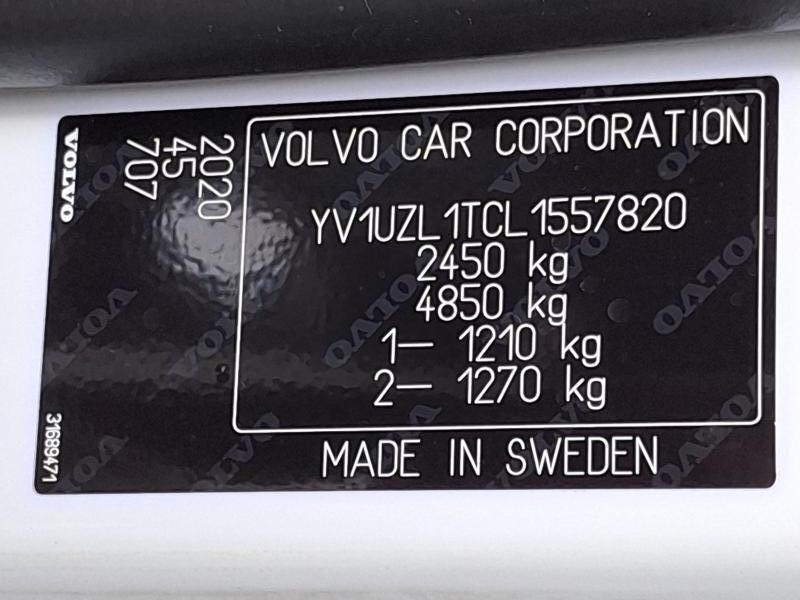 VOLVO
2020
45
707
VOLVO CAR CORPORATION
YV1UZL1TCL1557820
2450 kg
4850 kg
1– 1210 kg
2– 1270 kg
MADE IN SWEDEN
31689471